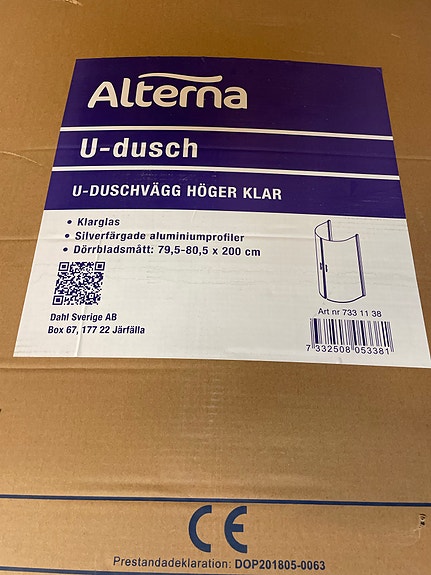 Alterna
U-dusch
U-DUSCHVÄGG HÖGER KLAR
• Klarglas
• Silverfärgade aluminiumprofiler
• Dörrbladsmått: 79,5-80,5 x 200 cm
Dahl Sverige AB
Box 67, 177 22 Järfälla
Art nr 733 11 38
7 332508 053381
CE
Prestandadeklaration: DOP201805-0063